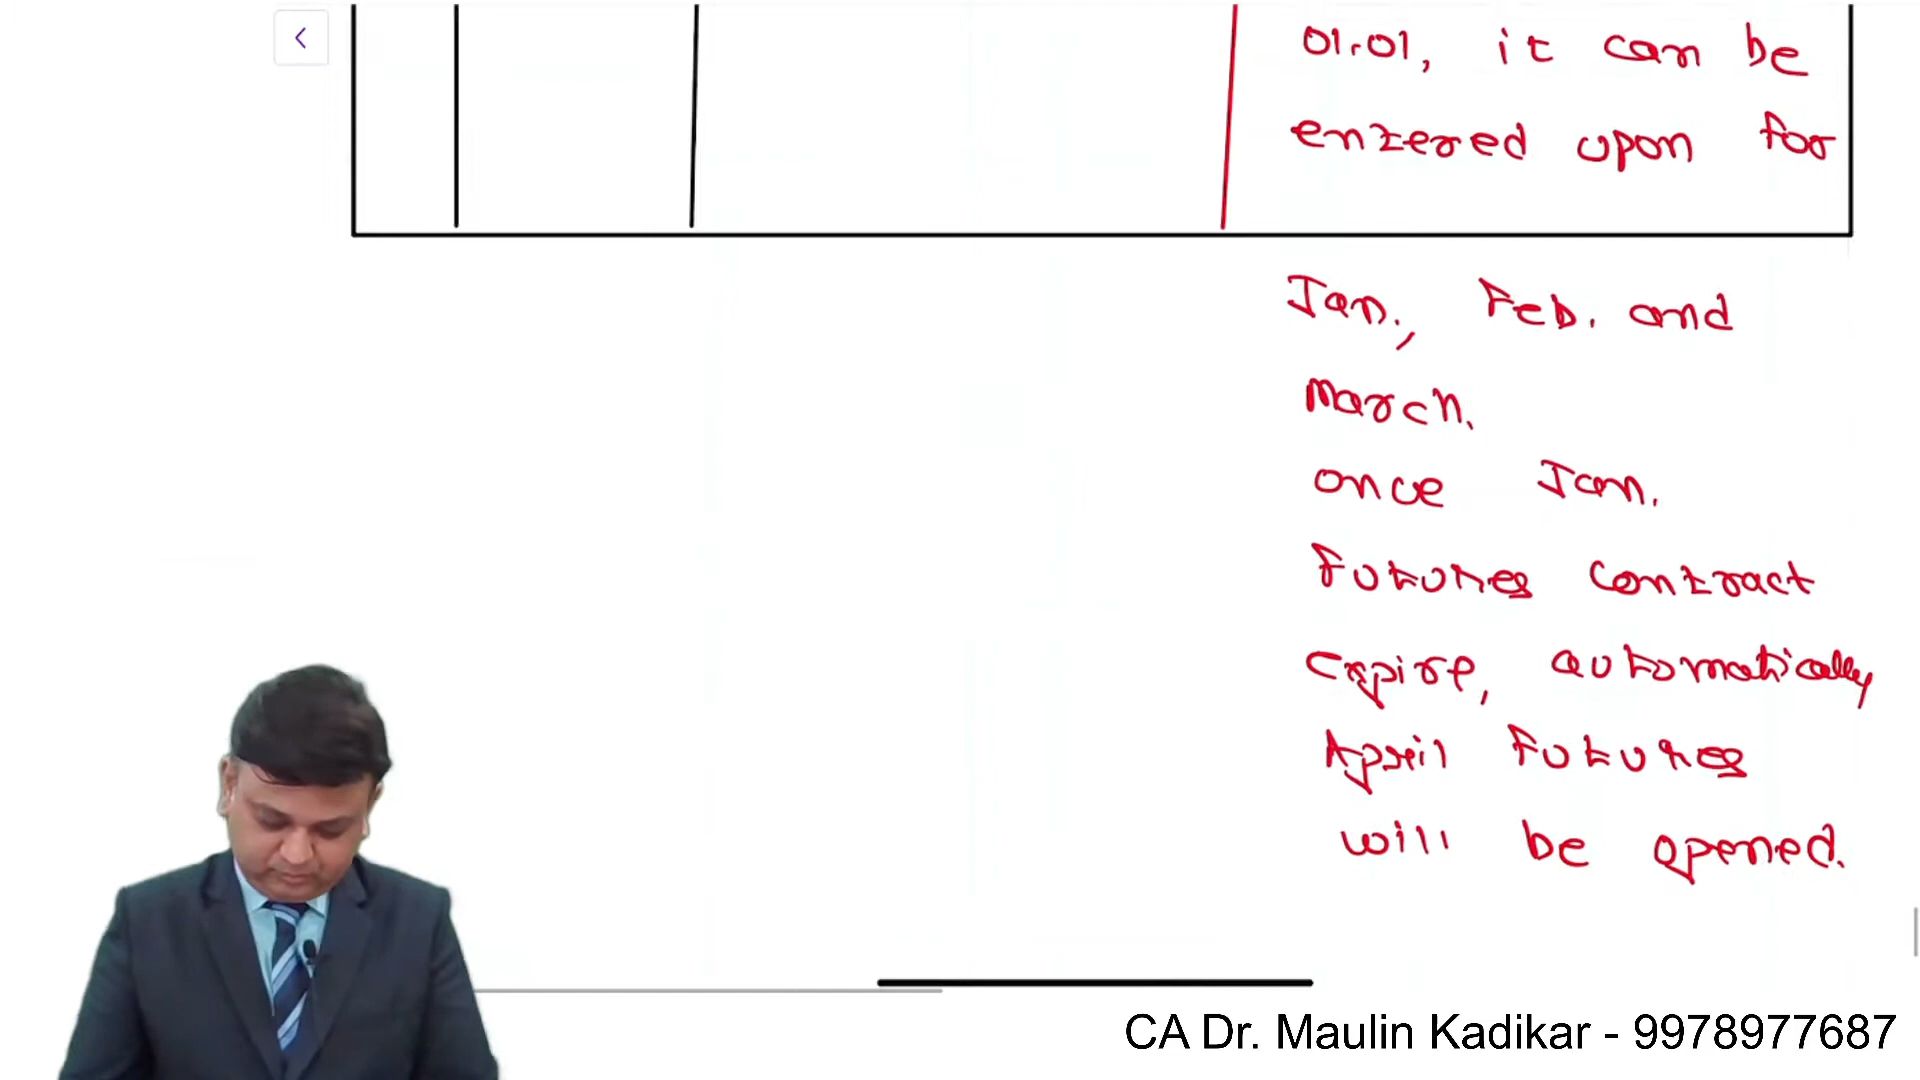 01.01, it can be
entered upon for
Jan., Feb. and
March.
once Jan.
Futures contract
expire, automatically
April Futures
will be opened.
CA Dr. Maulin Kadikar - 9978977687